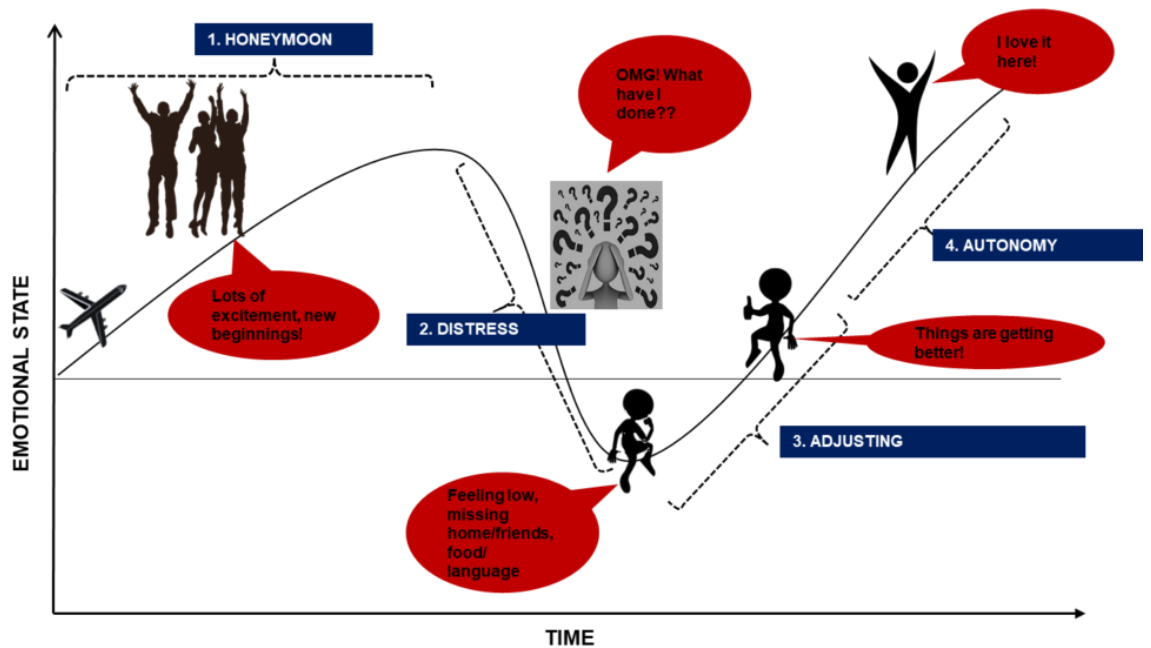 1. HONEYMOON
I love it
here!
OMG! What
have I
done??
4. AUTONOMY
Lots of
excitement, new
beginnings!
2. DISTRESS
Things are getting
better!
3. ADJUSTING
Feeling low,
missing
home/friends,
food/
language
EMOTIONAL STATE
TIME